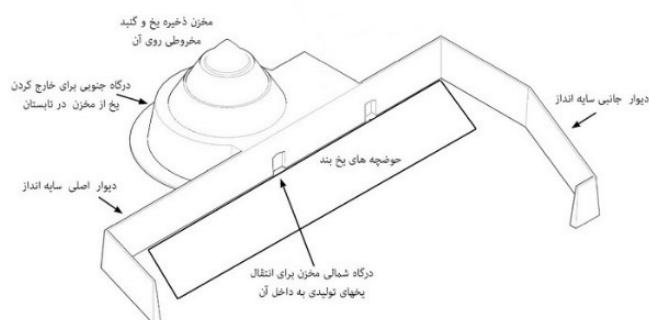 مخزن ذخیره یخ و گنبد
مخروطی روی آن
درگاه جنوبی برای خارج کردن
یخ از مخزن در تابستان
دیوار جانبی سایه انداز
حوضچه های یخ بند
دیوار اصلی سایه انداز
درگاه شمالی مخزن برای انتقال
یخهای تولیدی به داخل آن